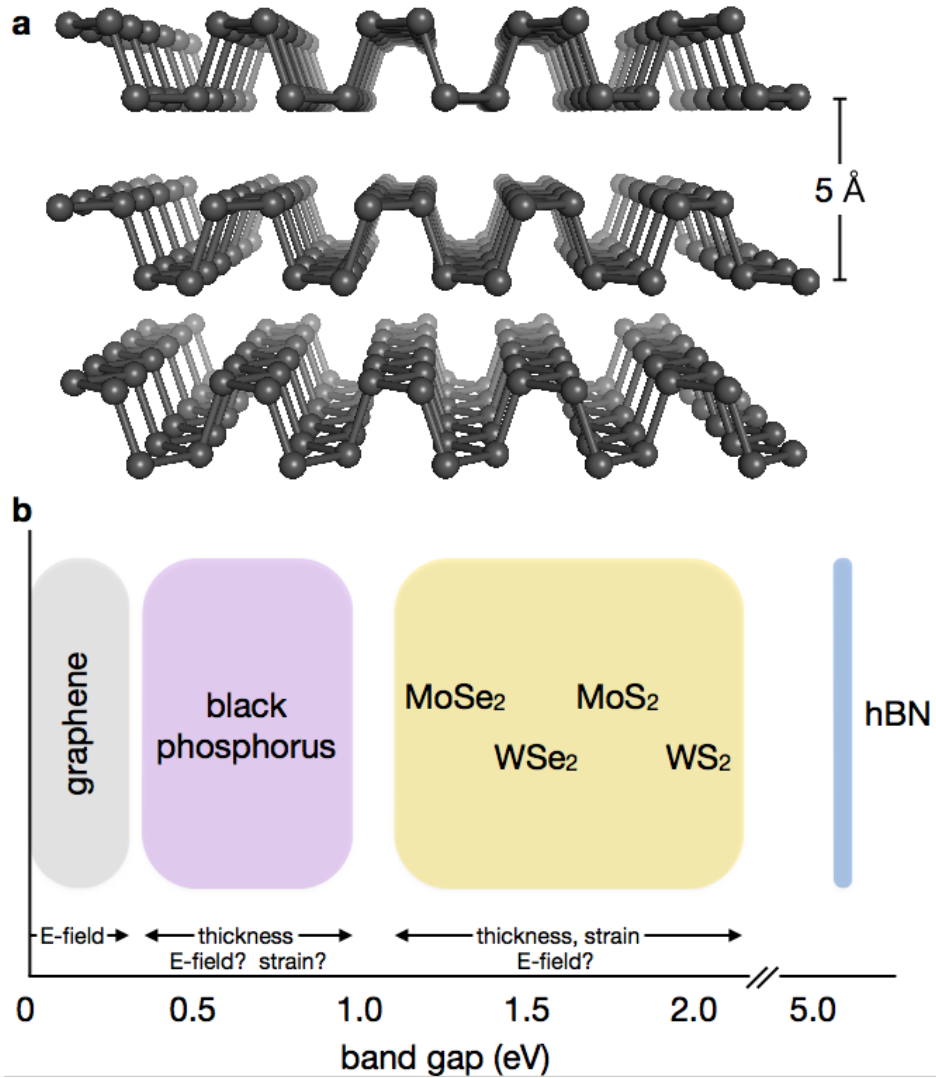 a
5 Å
b
graphene
black
phosphorus
MoSe₂
MoS₂
WSe₂
WS₂
hBN
E-field
thickness
E-field? strain?
thickness, strain
E-field?
0 0.5 1.0 1.5 2.0 5.0
band gap (eV)